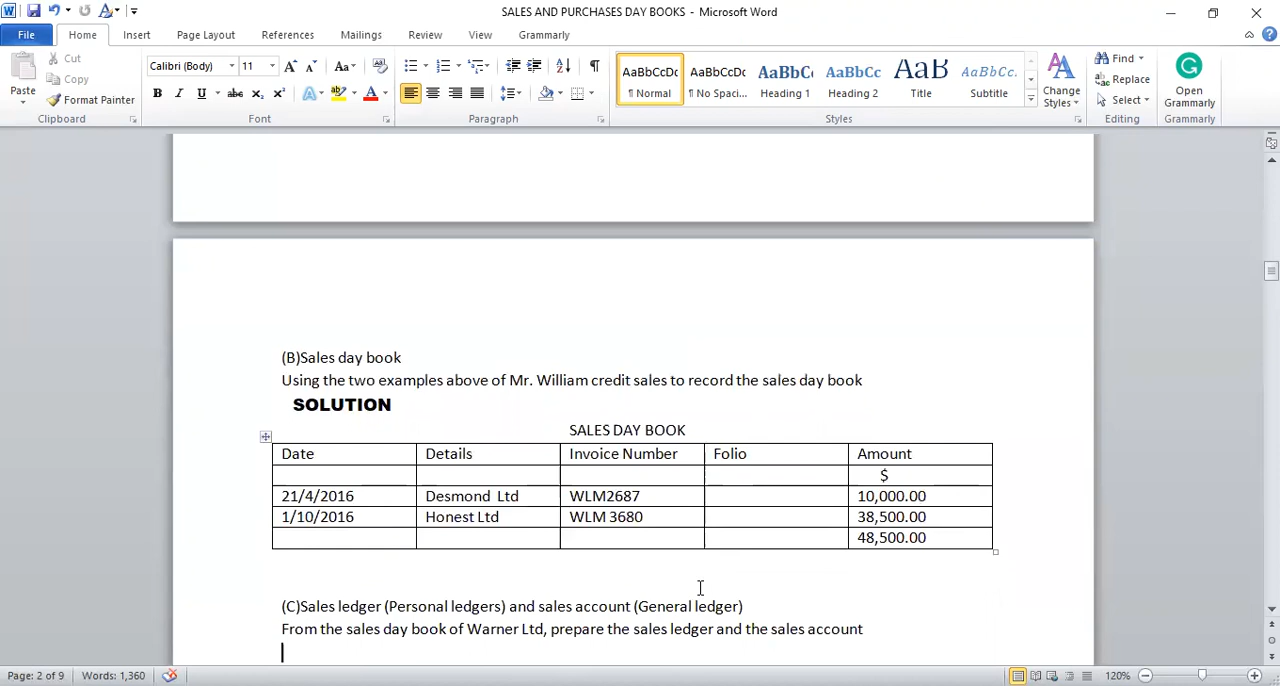 SALES AND PURCHASES DAY BOOKS - Microsoft Word
File Home Insert Page Layout References Mailings Review View Grammarly
Cut
Copy
Format Painter
Paste
Clipboard
Calibri (Body) 11
Font
Paragraph
AaBbCcDc AaBbCcDc AaBbC AaBbCc AaB AaBbCc.
¶ Normal ¶ No Spaci... Heading 1 Heading 2 Title Subtitle
Change Styles
Styles
Find
Replace
Select
Editing
Open Grammarly
Grammarly
(B)Sales day book
Using the two examples above of Mr. William credit sales to record the sales day book
SOLUTION
SALES DAY BOOK
Date Details Invoice Number Folio Amount
$
21/4/2016 Desmond Ltd WLM2687 10,000.00
1/10/2016 Honest Ltd WLM 3680 38,500.00
48,500.00
(C)Sales ledger (Personal ledgers) and sales account (General ledger)
From the sales day book of Warner Ltd, prepare the sales ledger and the sales account
Page: 2 of 9 Words: 1,360 120%